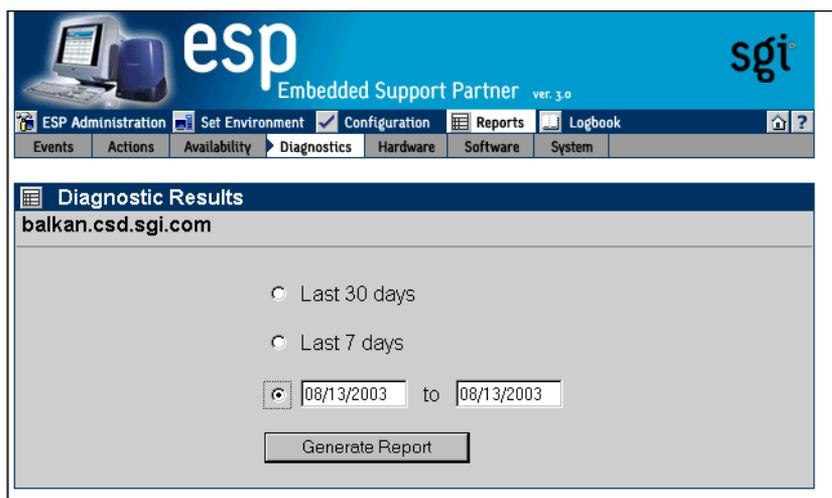 esp
sgi
Embedded Support Partner ver. 3.0
ESP Administration Set Environment Configuration Reports Logbook ?
Events Actions Availability Diagnostics Hardware Software System
Diagnostic Results
balkan.csd.sgi.com
Last 30 days
Last 7 days
08/13/2003 to 08/13/2003
Generate Report